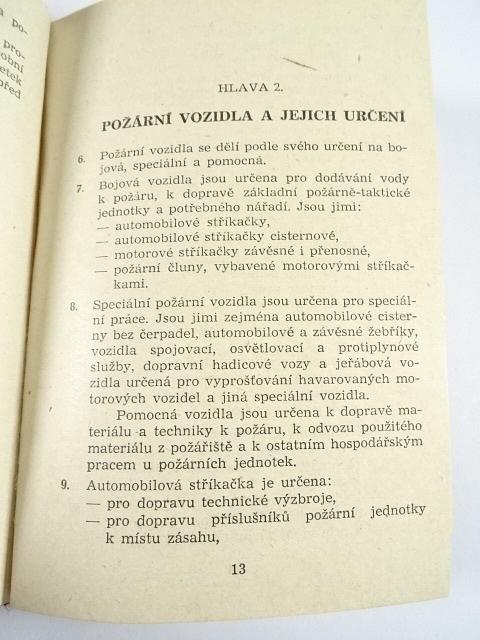 a po-
pro-
obní
etek
před
HLAVA 2.
POŽÁRNÍ VOZIDLA A JEJICH URČENÍ
6. Požární vozidla se dělí podle svého určení na bo-
jová, speciální a pomocná.
7. Bojová vozidla jsou určena pro dodávání vody
k požáru, k dopravě základní požárně-taktické
jednotky a potřebného nářadí. Jsou jimi:
— automobilové stříkačky,
— automobilové stříkačky cisternové,
— motorové stříkačky závěsné i přenosné,
— požární čluny, vybavené motorovými stříkač-
kami.
8. Speciální požární vozidla jsou určena pro speciál-
ní práce. Jsou jimi zejména automobilové cister-
ny bez čerpadel, automobilové a závěsné žebříky,
vozidla spojovací, osvětlovací a protiplynové
služby, dopravní hadicové vozy a jeřábová vo-
zidla určená pro vyprošťování havarovaných mo-
torových vozidel a jiná speciální vozidla.
Pomocná vozidla jsou určena k dopravě ma-
teriálu a techniky k požáru, k odvozu použitého
materiálu z požářiště a k ostatním hospodářským
pracem u požárních jednotek.
9. Automobilová stříkačka je určena:
— pro dopravu technické výzbroje,
— pro dopravu příslušníků požární jednotky
k místu zásahu,
13